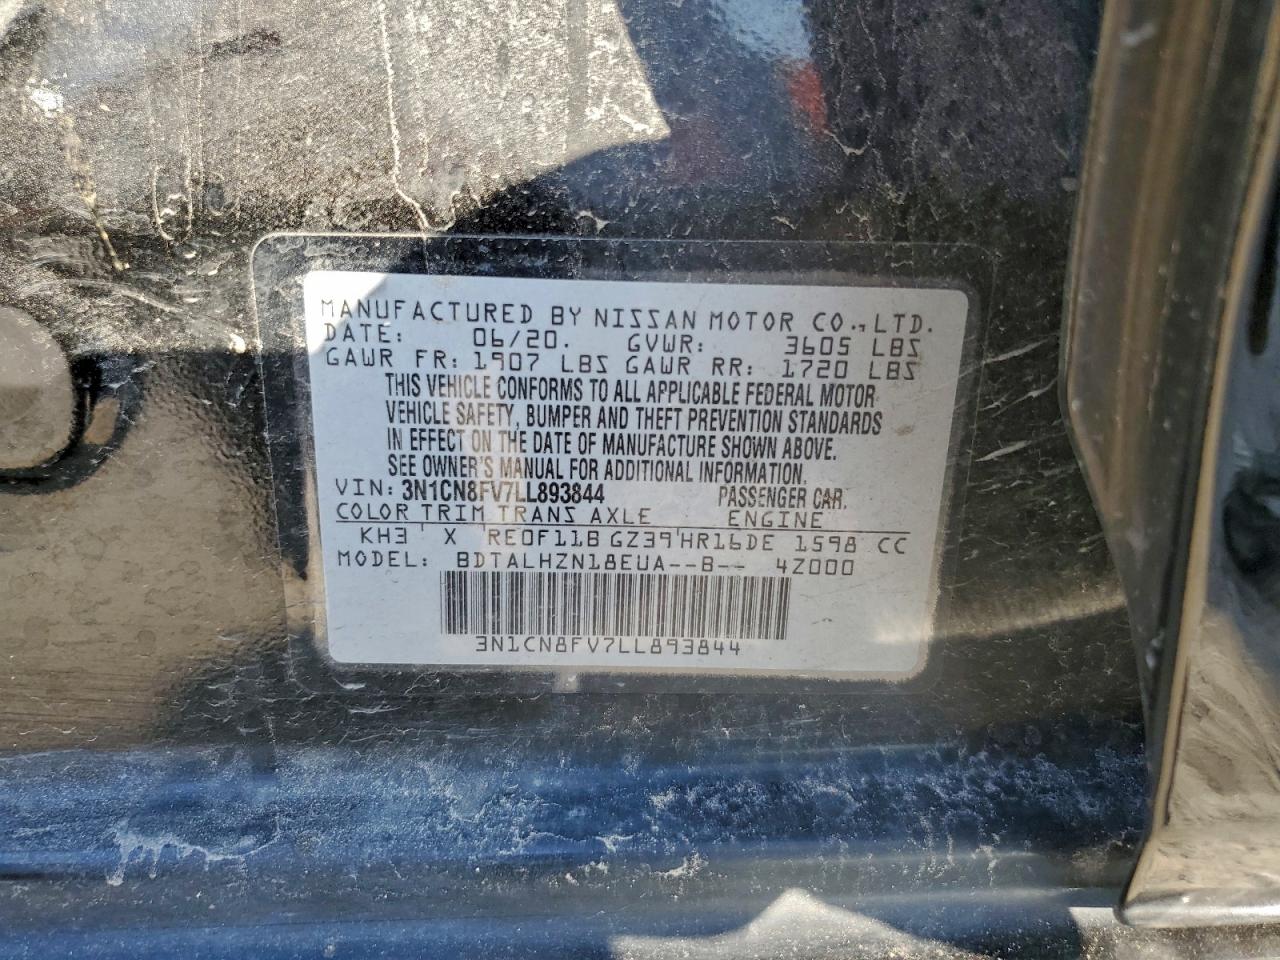 MANUFACTURED BY NISSAN MOTOR CO., LTD.
DATE: 06/20. GVWR: 3605 LBS
GAWR FR: 1907 LBS GAWR RR: 1720 LBS
THIS VEHICLE CONFORMS TO ALL APPLICABLE FEDERAL MOTOR
VEHICLE SAFETY, BUMPER AND THEFT PREVENTION STANDARDS
IN EFFECT ON THE DATE OF MANUFACTURE SHOWN ABOVE.
SEE OWNER'S MANUAL FOR ADDITIONAL INFORMATION.
VIN: 3N1CN8FV7LL893844 PASSENGER CAR.
COLOR TRIM TRANS AXLE ENGINE
KH3 ' X ' RE0F11B GZ39 ' HR16DE 1598 CC
MODEL: BDTALHZN18EUA--B-- 4Z000
3N1CN8FV7LL893844